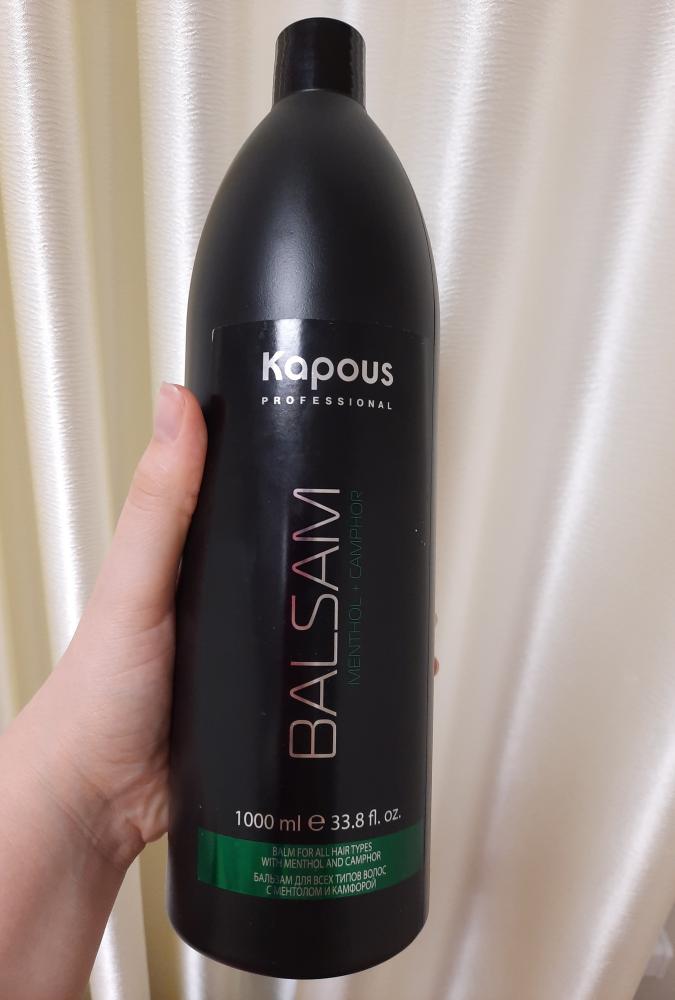 Kapous
PROFESSIONAL
BALSAM
MENTHOL + CAMPHOR
1000 ml e 33.8 fl. oz.
BALM FOR ALL HAIR TYPES
WITH MENTHOL AND CAMPHOR
БАЛЬЗАМ ДЛЯ ВСЕХ ТИПОВ ВОЛОС
С МЕНТОЛОМ И КАМФОРОЙ